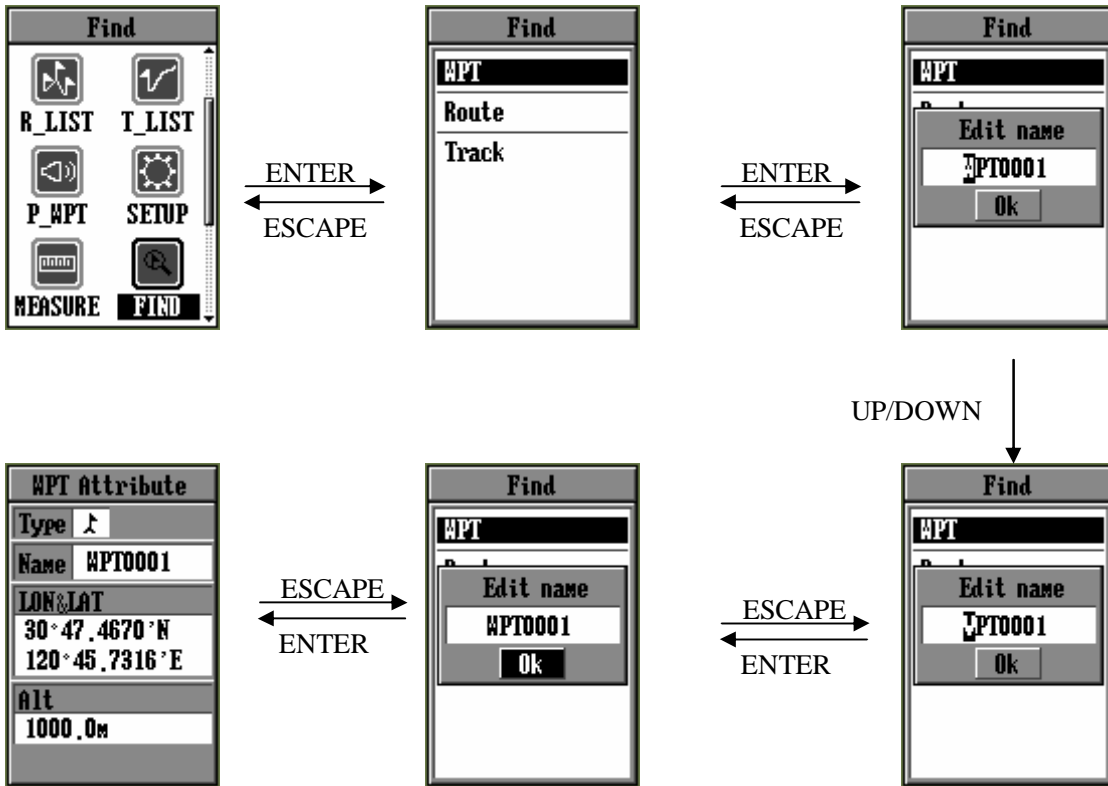 Find
R_LIST T_LIST
P_WPT SETUP
MEASURE FIND
ENTER
ESCAPE
Find
WPT
Route
Track
ENTER
ESCAPE
Find
WPT
Edit name
Ok
UP/DOWN
Find
WPT
Edit name
Ok
ESCAPE
ENTER
Find
WPT
Edit name
WPT0001
Ok
ESCAPE
ENTER
WPT Attribute
Type
Name WPT0001
LON&LAT
30°47.4670'N
120°45.7316'E
Alt
1000.0M